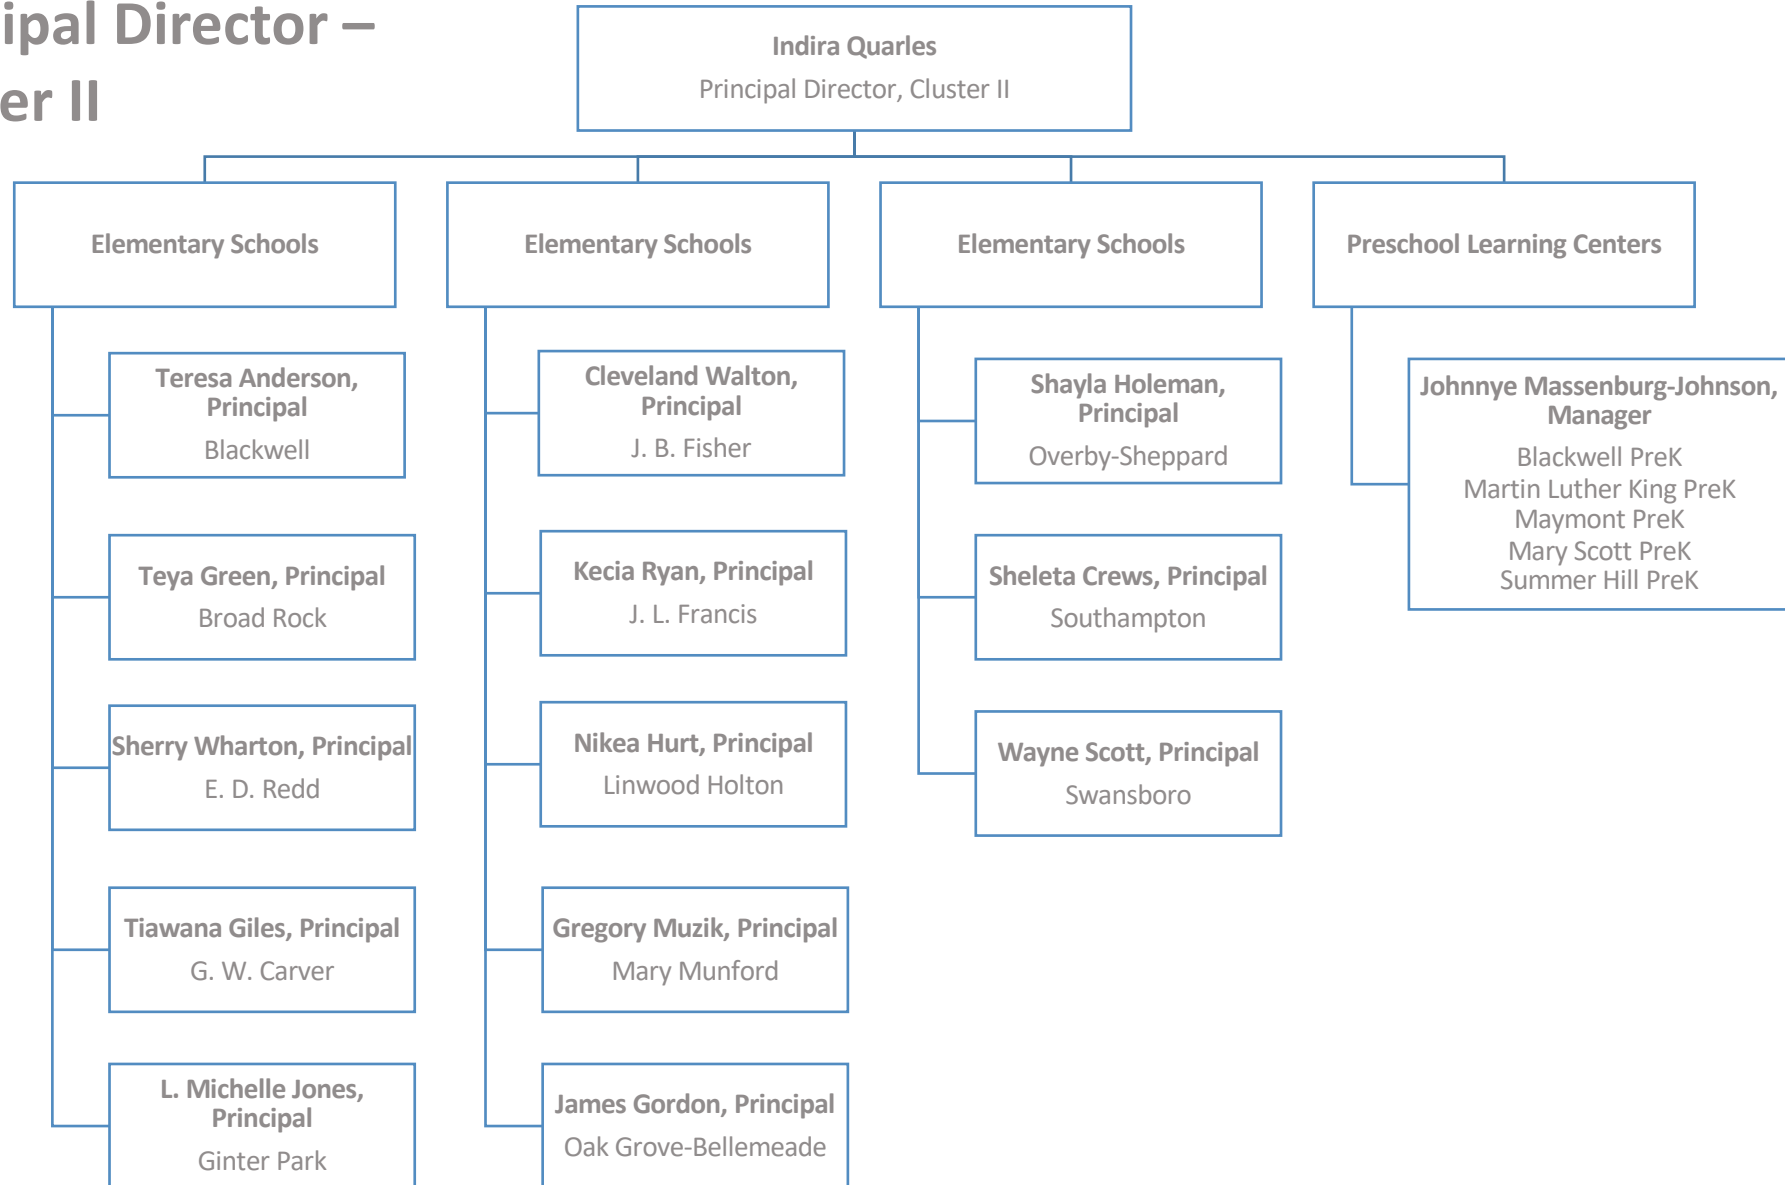 ipal Director –
er II
Indira Quarles
Principal Director, Cluster II
Elementary Schools
Teresa Anderson,
Principal
Blackwell
Teya Green, Principal
Broad Rock
Sherry Wharton, Principal
E. D. Redd
Tiawana Giles, Principal
G. W. Carver
L. Michelle Jones,
Principal
Ginter Park
Elementary Schools
Cleveland Walton,
Principal
J. B. Fisher
Kecia Ryan, Principal
J. L. Francis
Nikea Hurt, Principal
Linwood Holton
Gregory Muzik, Principal
Mary Munford
James Gordon, Principal
Oak Grove-Bellemeade
Elementary Schools
Shayla Holeman,
Principal
Overby-Sheppard
Sheleta Crews, Principal
Southampton
Wayne Scott, Principal
Swansboro
Preschool Learning Centers
Johnnye Massenburg-Johnson,
Manager
Blackwell PreK
Martin Luther King PreK
Maymont PreK
Mary Scott PreK
Summer Hill PreK